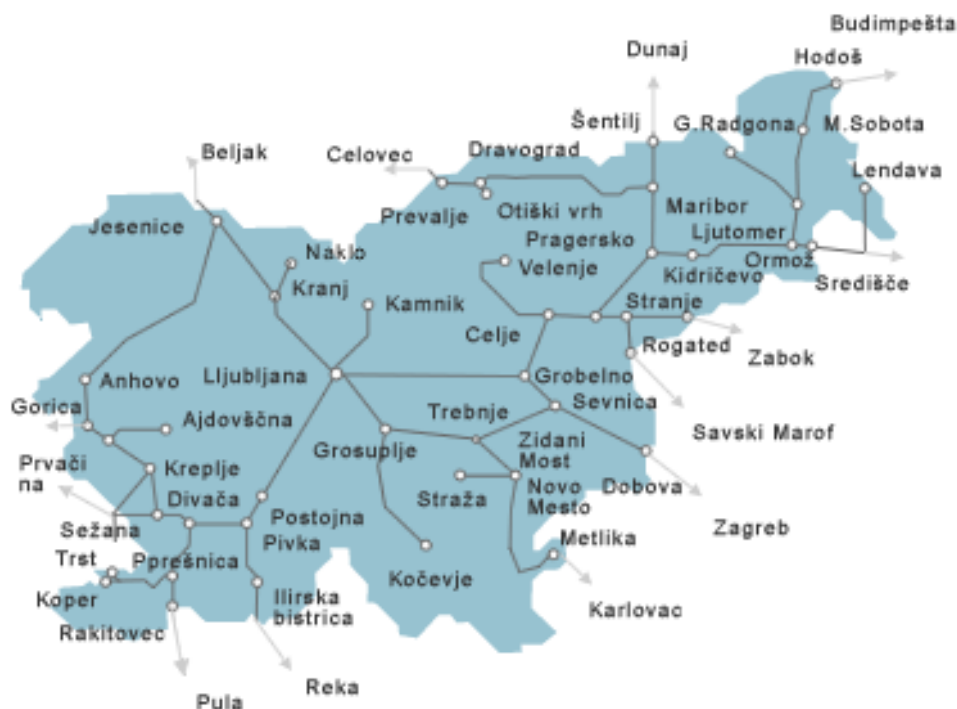 Budimpešta
Dunaj
Hodoš
Šentilj
G.Radgona
M.Sobota
Beljak
Celovec
Dravograd
Lendava
Prevalje
Otiški vrh
Maribor
Jesenice
Ljutomer
Pragersko
Naklo
Velenje
Ormož
Kidričevo
Središče
Kranj
Kamnik
Stranje
Celje
Rogated
Zabok
Lljubljana
Grobelno
Anhovo
Sevnica
Gorica
Ajdovščna
Trebnje
Savski Marof
Grosuplje
Zidani
Most
Prvači
na
Kreplje
Divača
Straža
Novo
Mesto
Dobova
Sežana
Postojna
Zagreb
Pivka
Metlika
Trst
Pprešnica
Kočevje
Koper
Ilirska
bistrica
Karlovac
Rakitovec
Reka
Pula